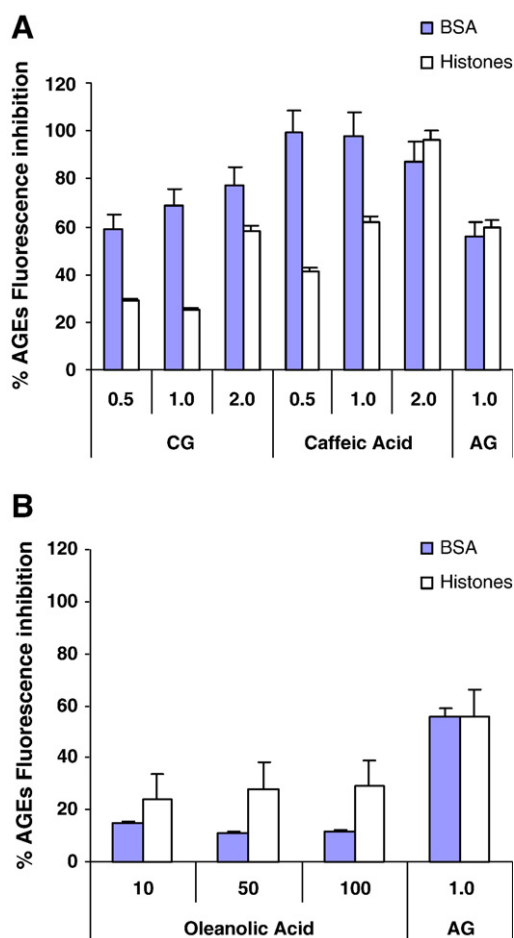 A
BSA
Histones
% AGEs Fluorescence inhibition
120
100
80
60
40
20
0
0.5 1.0 2.0 0.5 1.0 2.0 1.0
CG Caffeic Acid AG
B
BSA
Histones
% AGEs Fluorescence inhibition
120
100
80
60
40
20
0
10 50 100 1.0
Oleanolic Acid AG